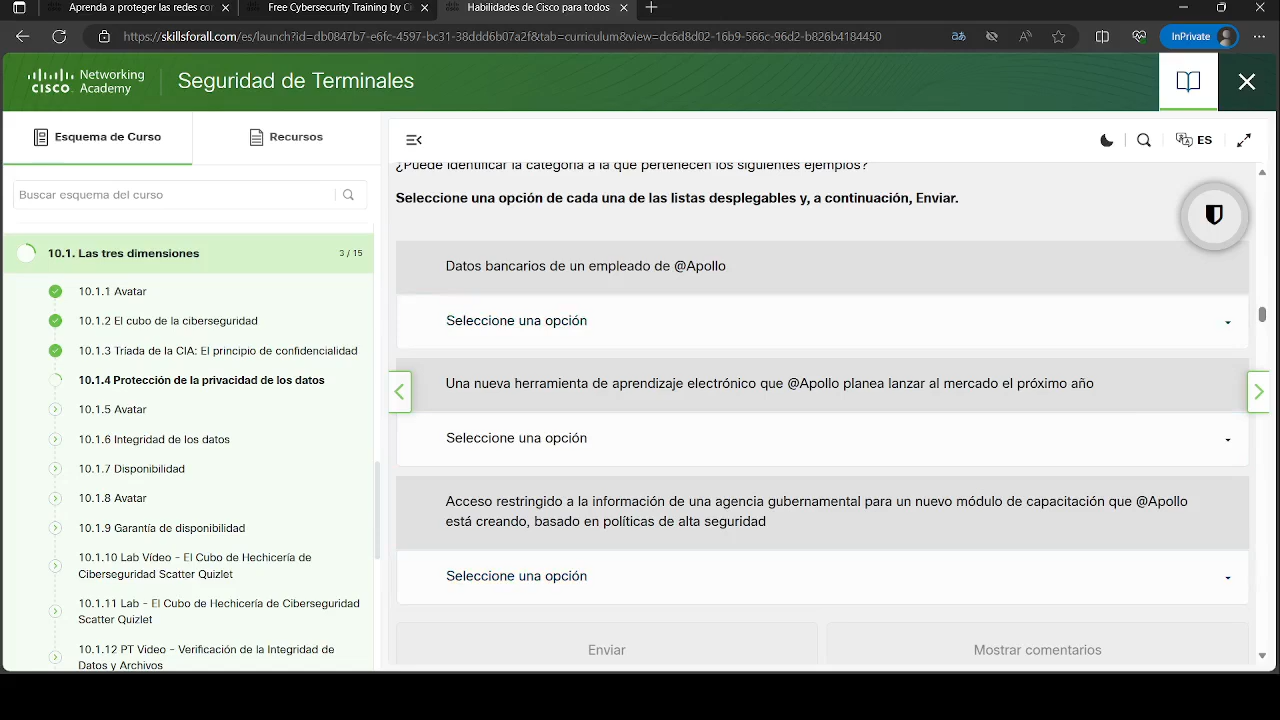 Aprenda a proteger las redes co
Free Cybersecurity Training by Ci
Habilidades de Cisco para todos
https://skillsforall.com/es/launch?id=db0847b7-e6fc-4597-bc31-38ddd6b07a2f&tab=curriculum&view=dc6d8d02-16b9-566c-96d2-b826b4184450
InPrivate
Networking
CISCO Academy
Seguridad de Terminales
Esquema de Curso
Recursos
ES
Buscar esquema del curso
10.1. Las tres dimensiones
3 / 15
10.1.1 Avatar
10.1.2 El cubo de la ciberseguridad
10.1.3 Tríada de la CIA: El principio de confidencialidad
10.1.4 Protección de la privacidad de los datos
10.1.5 Avatar
10.1.6 Integridad de los datos
10.1.7 Disponibilidad
10.1.8 Avatar
10.1.9 Garantía de disponibilidad
10.1.10 Lab Vídeo - El Cubo de Hechicería de
Ciberseguridad Scatter Quizlet
10.1.11 Lab - El Cubo de Hechicería de Ciberseguridad
Scatter Quizlet
10.1.12 PT Video - Verificación de la Integridad de
Datos y Archivos
¿Puede identificar la categoría a la que pertenecen los siguientes ejemplos?
Seleccione una opción de cada una de las listas desplegables y, a continuación, Enviar.
Datos bancarios de un empleado de @Apollo
Seleccione una opción
Una nueva herramienta de aprendizaje electrónico que @Apollo planea lanzar al mercado el próximo año
Seleccione una opción
Acceso restringido a la información de una agencia gubernamental para un nuevo módulo de capacitación que @Apollo
está creando, basado en políticas de alta seguridad
Seleccione una opción
Enviar
Mostrar comentarios